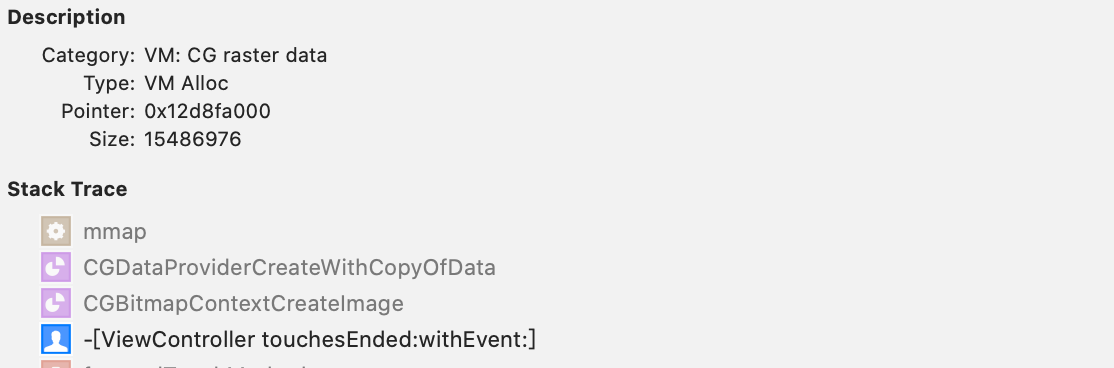 Description
Category: VM: CG raster data
Type: VM Alloc
Pointer: 0x12d8fa000
Size: 15486976
Stack Trace
mmap
CGDataProviderCreateWithCopyOfData
CGBitmapContextCreateImage
-[ViewController touchesEnded:withEvent:]